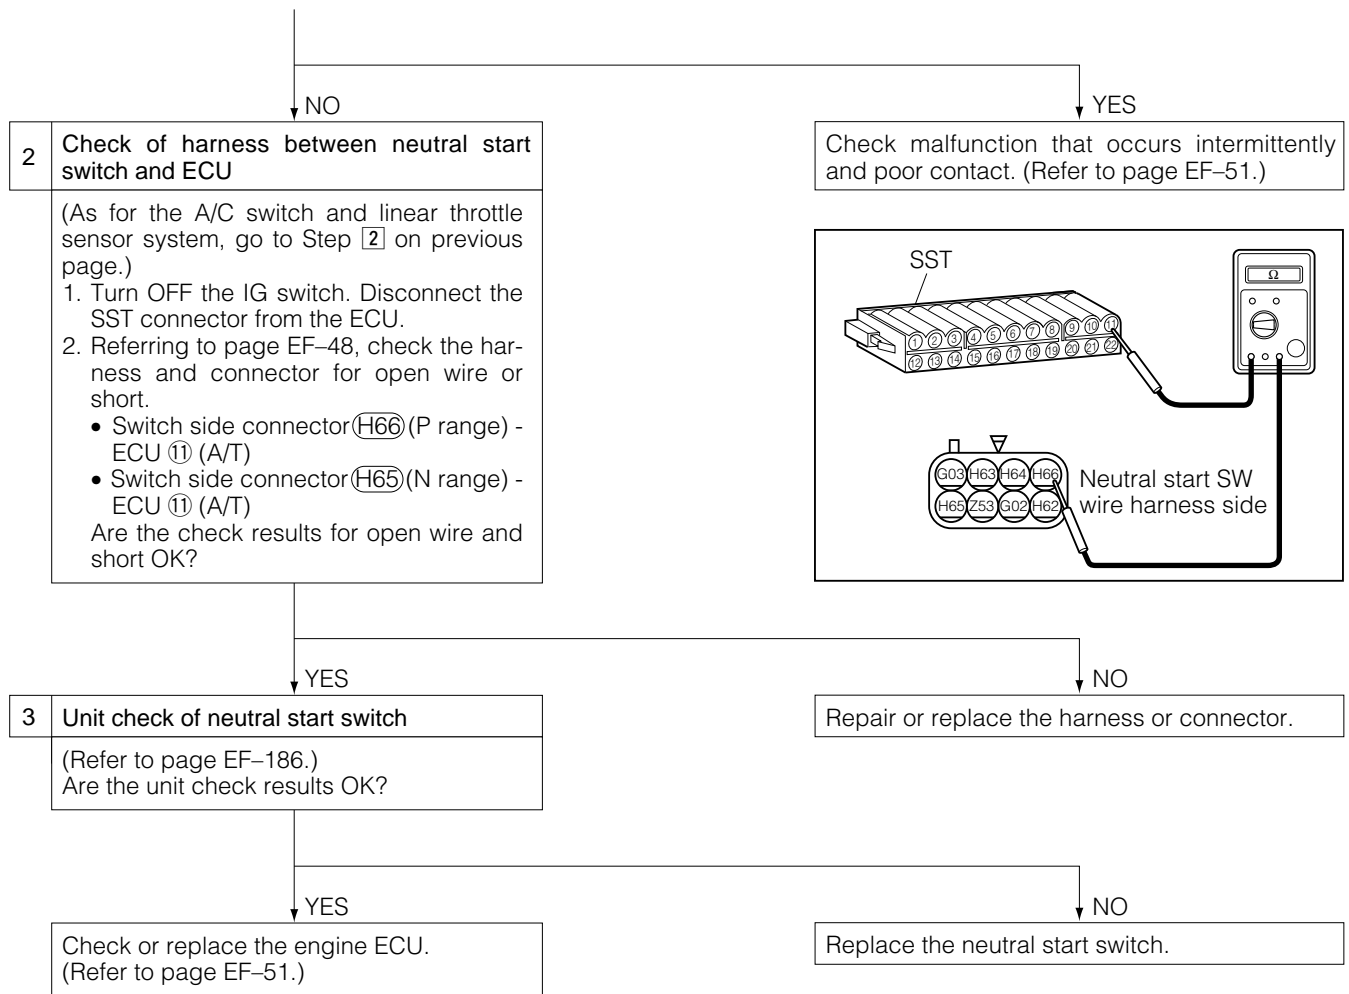 NO
YES
2
Check of harness between neutral start
switch and ECU
(As for the A/C switch and linear throttle
sensor system, go to Step 2 on previous
page.)
1. Turn OFF the IG switch. Disconnect the
SST connector from the ECU.
2. Referring to page EF–48, check the har-
ness and connector for open wire or
short.
• Switch side connector H66 (P range) -
ECU ⑪ (A/T)
• Switch side connector H65 (N range) -
ECU ⑪ (A/T)
Are the check results for open wire and
short OK?
Check malfunction that occurs intermittently
and poor contact. (Refer to page EF–51.)
SST
Ω
① ② ③ ④ ⑤ ⑥ ⑦ ⑧ ⑨ ⑩ ⑪
⑫ ⑬ ⑭ ⑮ ⑯ ⑰ ⑱ ⑲ ⑳ ㉑ ㉒
G03 H63 H64 H66
H65 Z53 G02 H62
Neutral start SW
wire harness side
YES
NO
3
Unit check of neutral start switch
(Refer to page EF–186.)
Are the unit check results OK?
Repair or replace the harness or connector.
YES
NO
Check or replace the engine ECU.
(Refer to page EF–51.)
Replace the neutral start switch.